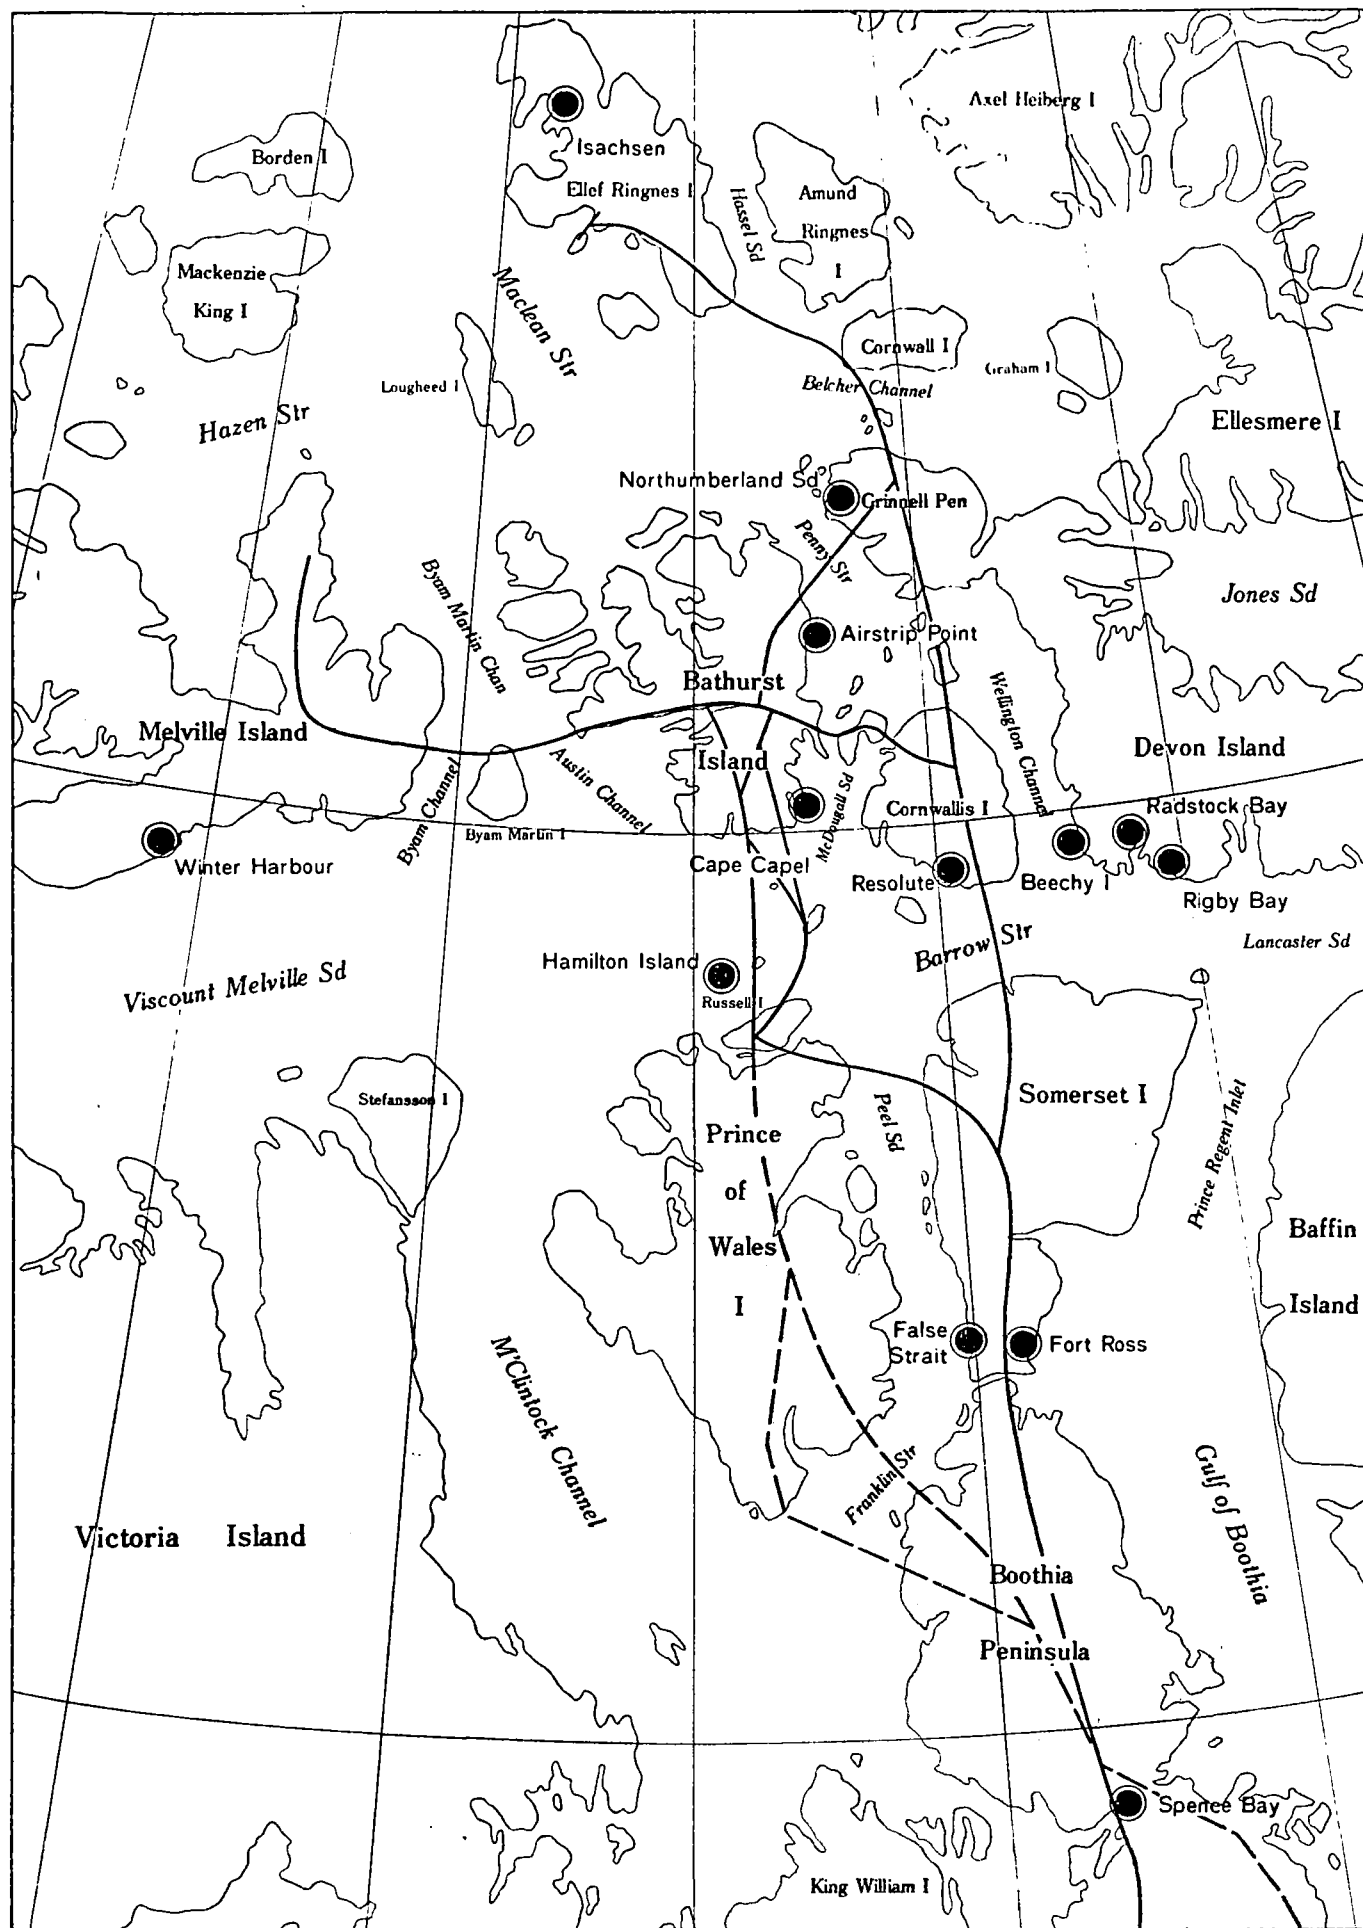 Axel Heiberg I
Isachsen
Borden I
Ellef Ringnes I
Hassel Sd
Amund
Ringnes
I
Mackenzie
King I
Maclean Str
Cornwall I
Graham I
Lougheed I
Belcher Channel
Hazen Str
Ellesmere I
Northumberland Sd
Grinnell Pen
Penny Str
Byam Martin Chan
Jones Sd
Airstrip Point
Bathurst
Wellington Channel
Melville Island
Island
Devon Island
Austin Channel
Byam Channel
McDougall Sd
Cornwallis I
Radstock Bay
Byam Martin I
Winter Harbour
Cape Capel
Resolute
Beechy I
Rigby Bay
Barrow Str
Lancaster Sd
Hamilton Island
Viscount Melville Sd
Russell I
Stefansson I
Somerset I
Peel Sd
Prince Regent Inlet
Prince
of
Wales
I
Baffin
Island
False
Strait
Fort Ross
M'Clintock Channel
Franklin Str
Gulf of Boothia
Victoria Island
Boothia
Peninsula
Spence Bay
King William I